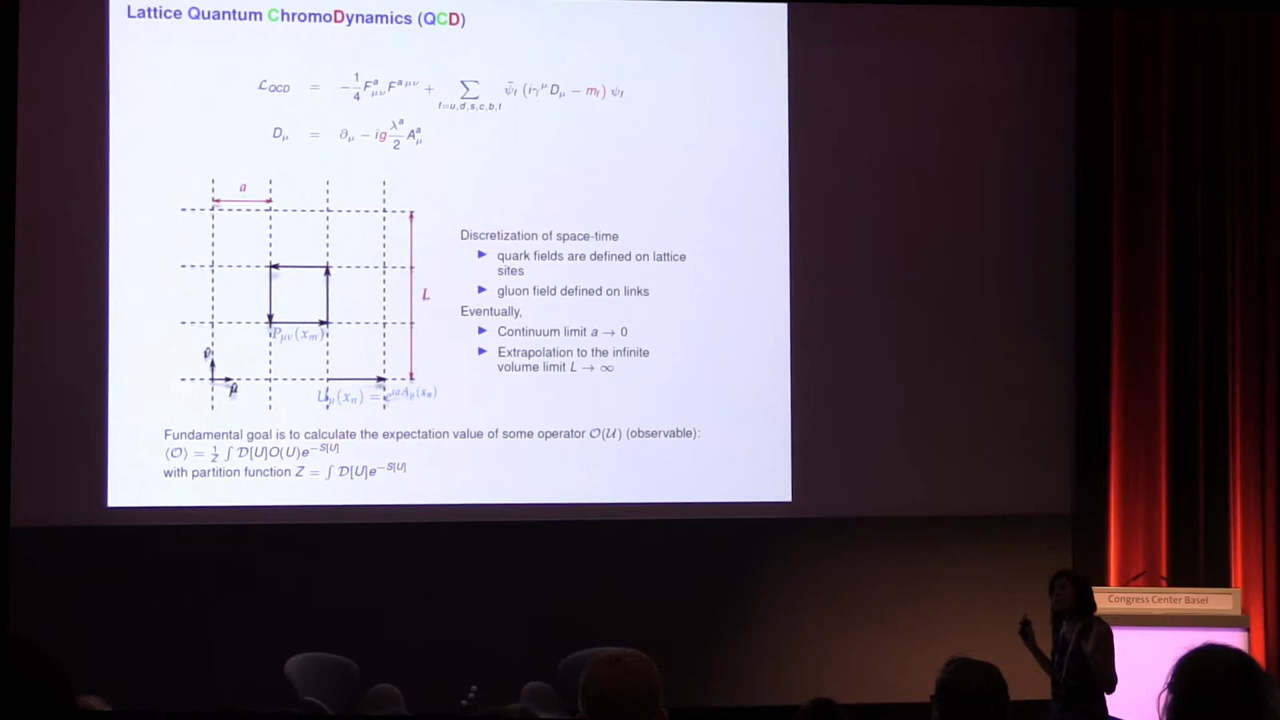 Lattice Quantum ChromoDynamics (QCD)
ℒ_QCD = −1/4 F^a_μν F^{a μν} + ∑_{f=u,d,s,c,b,t} ψ̄_f (iγ^μ D_μ − m_f) ψ_f
D_μ = ∂_μ − ig λ^a/2 A^a_μ
a
L
P_μν(x_m)
ν̂
μ̂
U_μ(x_n) = e^{iaA_μ(x_n)}
Discretization of space-time
▶ quark fields are defined on lattice
sites
▶ gluon field defined on links
Eventually,
▶ Continuum limit a → 0
▶ Extrapolation to the infinite
volume limit L → ∞
Fundamental goal is to calculate the expectation value of some operator 𝒪(𝒰) (observable):
⟨𝒪⟩ = 1/Z ∫ 𝒟[U]O(U)e^{−S[U]}
with partition function Z = ∫ 𝒟[U]e^{−S[U]}
Congress Center Basel